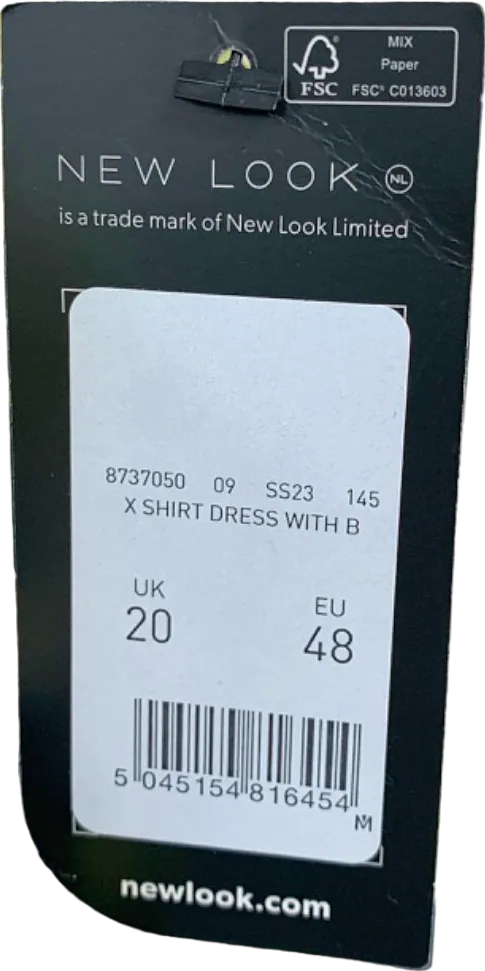 MIX
Paper
FSC FSC® C013603
NEW LOOK NL
is a trade mark of New Look Limited
8737050 09 SS23 145
X SHIRT DRESS WITH B
UK EU
20 48
5 045154 816454
M
newlook.com